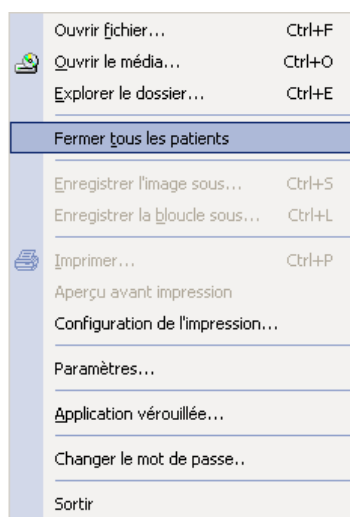 Ouvrir fichier... Ctrl+F
Ouvrir le média... Ctrl+O
Explorer le dossier... Ctrl+E
Fermer tous les patients
Enregistrer l'image sous... Ctrl+S
Enregistrer la bloucle sous... Ctrl+L
Imprimer... Ctrl+P
Aperçu avant impression
Configuration de l'impression...
Paramètres...
Application vérouillée...
Changer le mot de passe..
Sortir